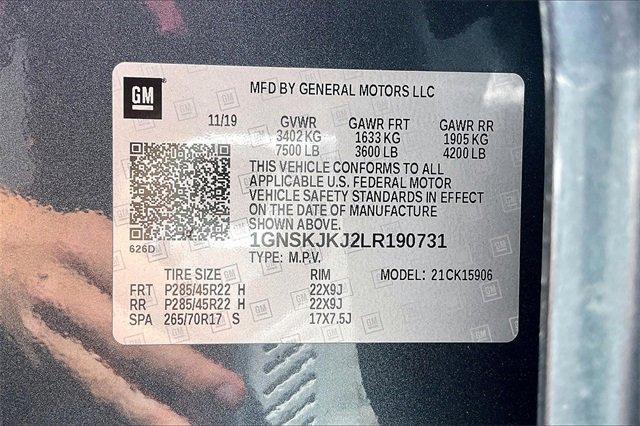 GM
MFD BY GENERAL MOTORS LLC
11/19 GVWR GAWR FRT GAWR RR
3402 KG 1633 KG 1905 KG
7500 LB 3600 LB 4200 LB
THIS VEHICLE CONFORMS TO ALL
APPLICABLE U.S. FEDERAL MOTOR
VEHICLE SAFETY STANDARDS IN EFFECT
ON THE DATE OF MANUFACTURE
SHOWN ABOVE.
626D
1GNSKJKJ2LR190731
TYPE: M.P.V.
TIRE SIZE RIM MODEL: 21CK15906
FRT P285/45R22 H 22X9J
RR P285/45R22 H 22X9J
SPA 265/70R17 S 17X7.5J